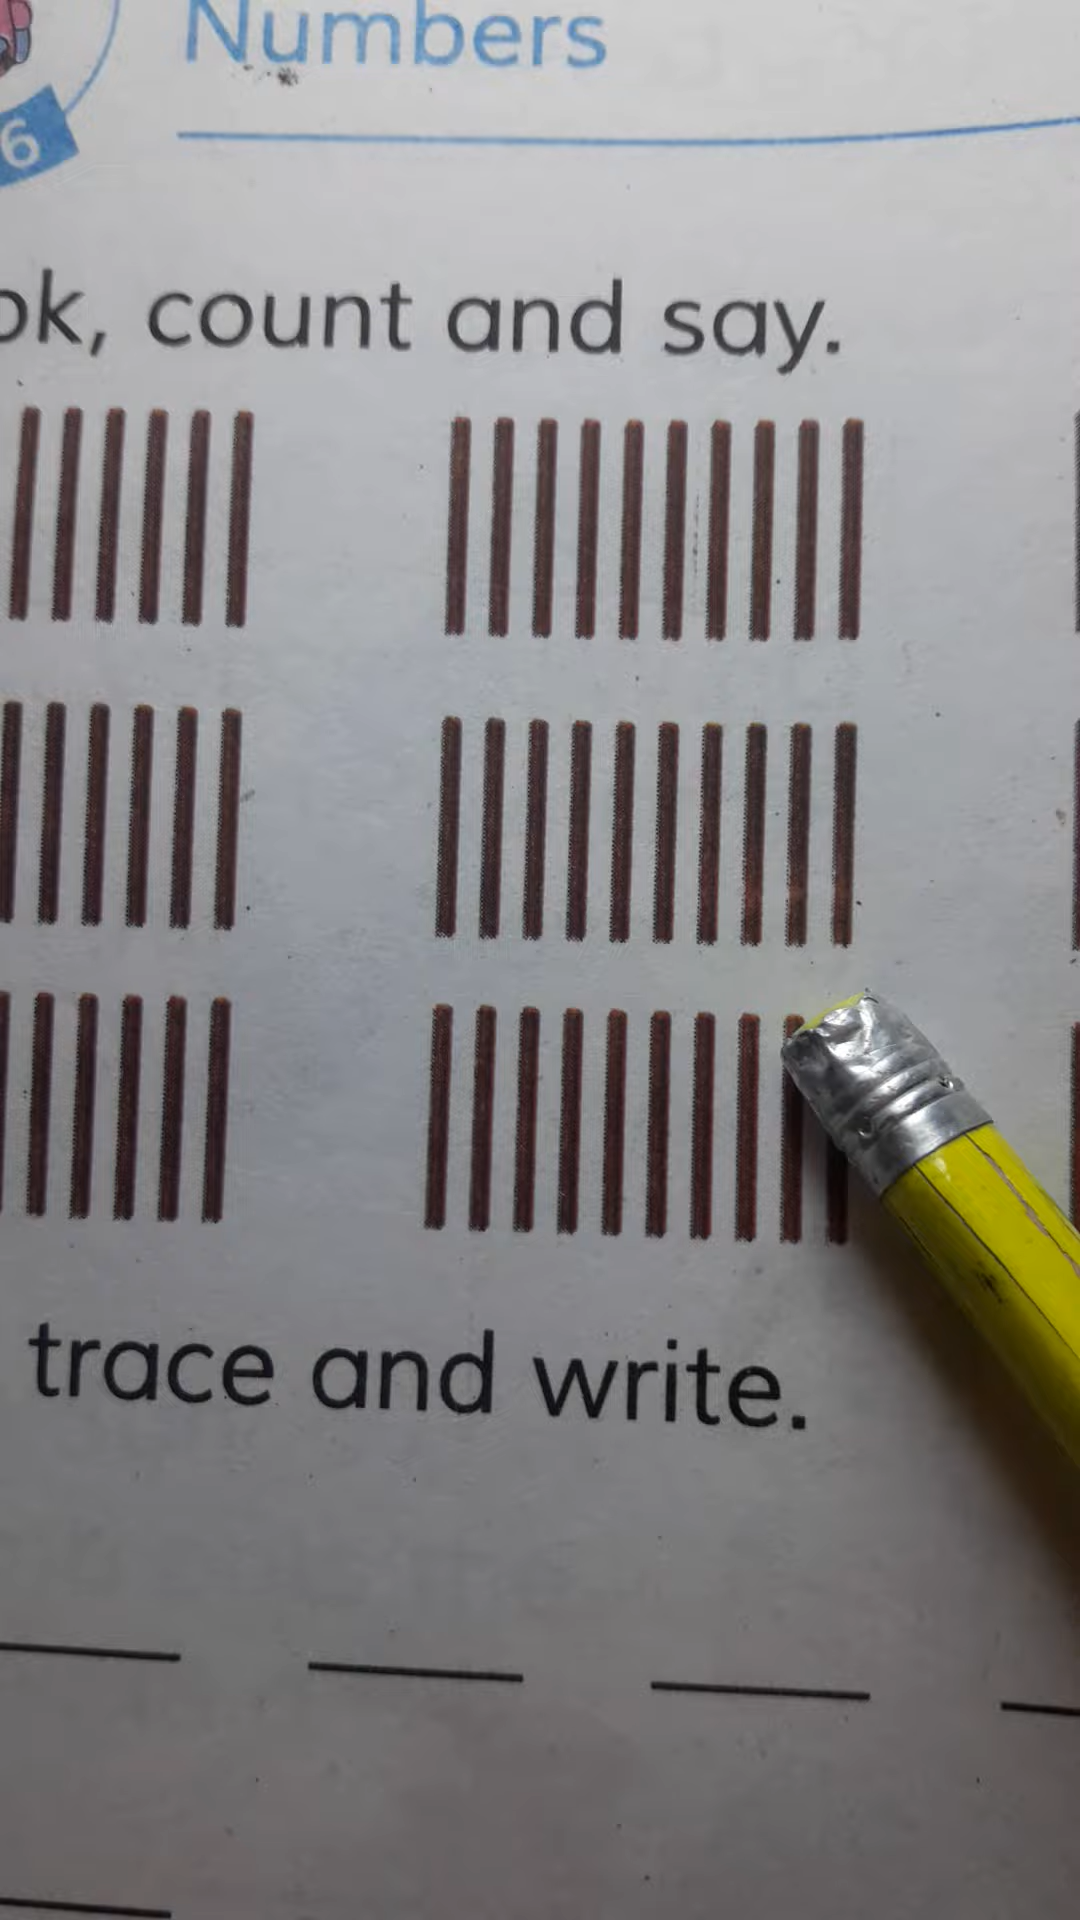 Numbers
6
ok, count and say.
trace and write.